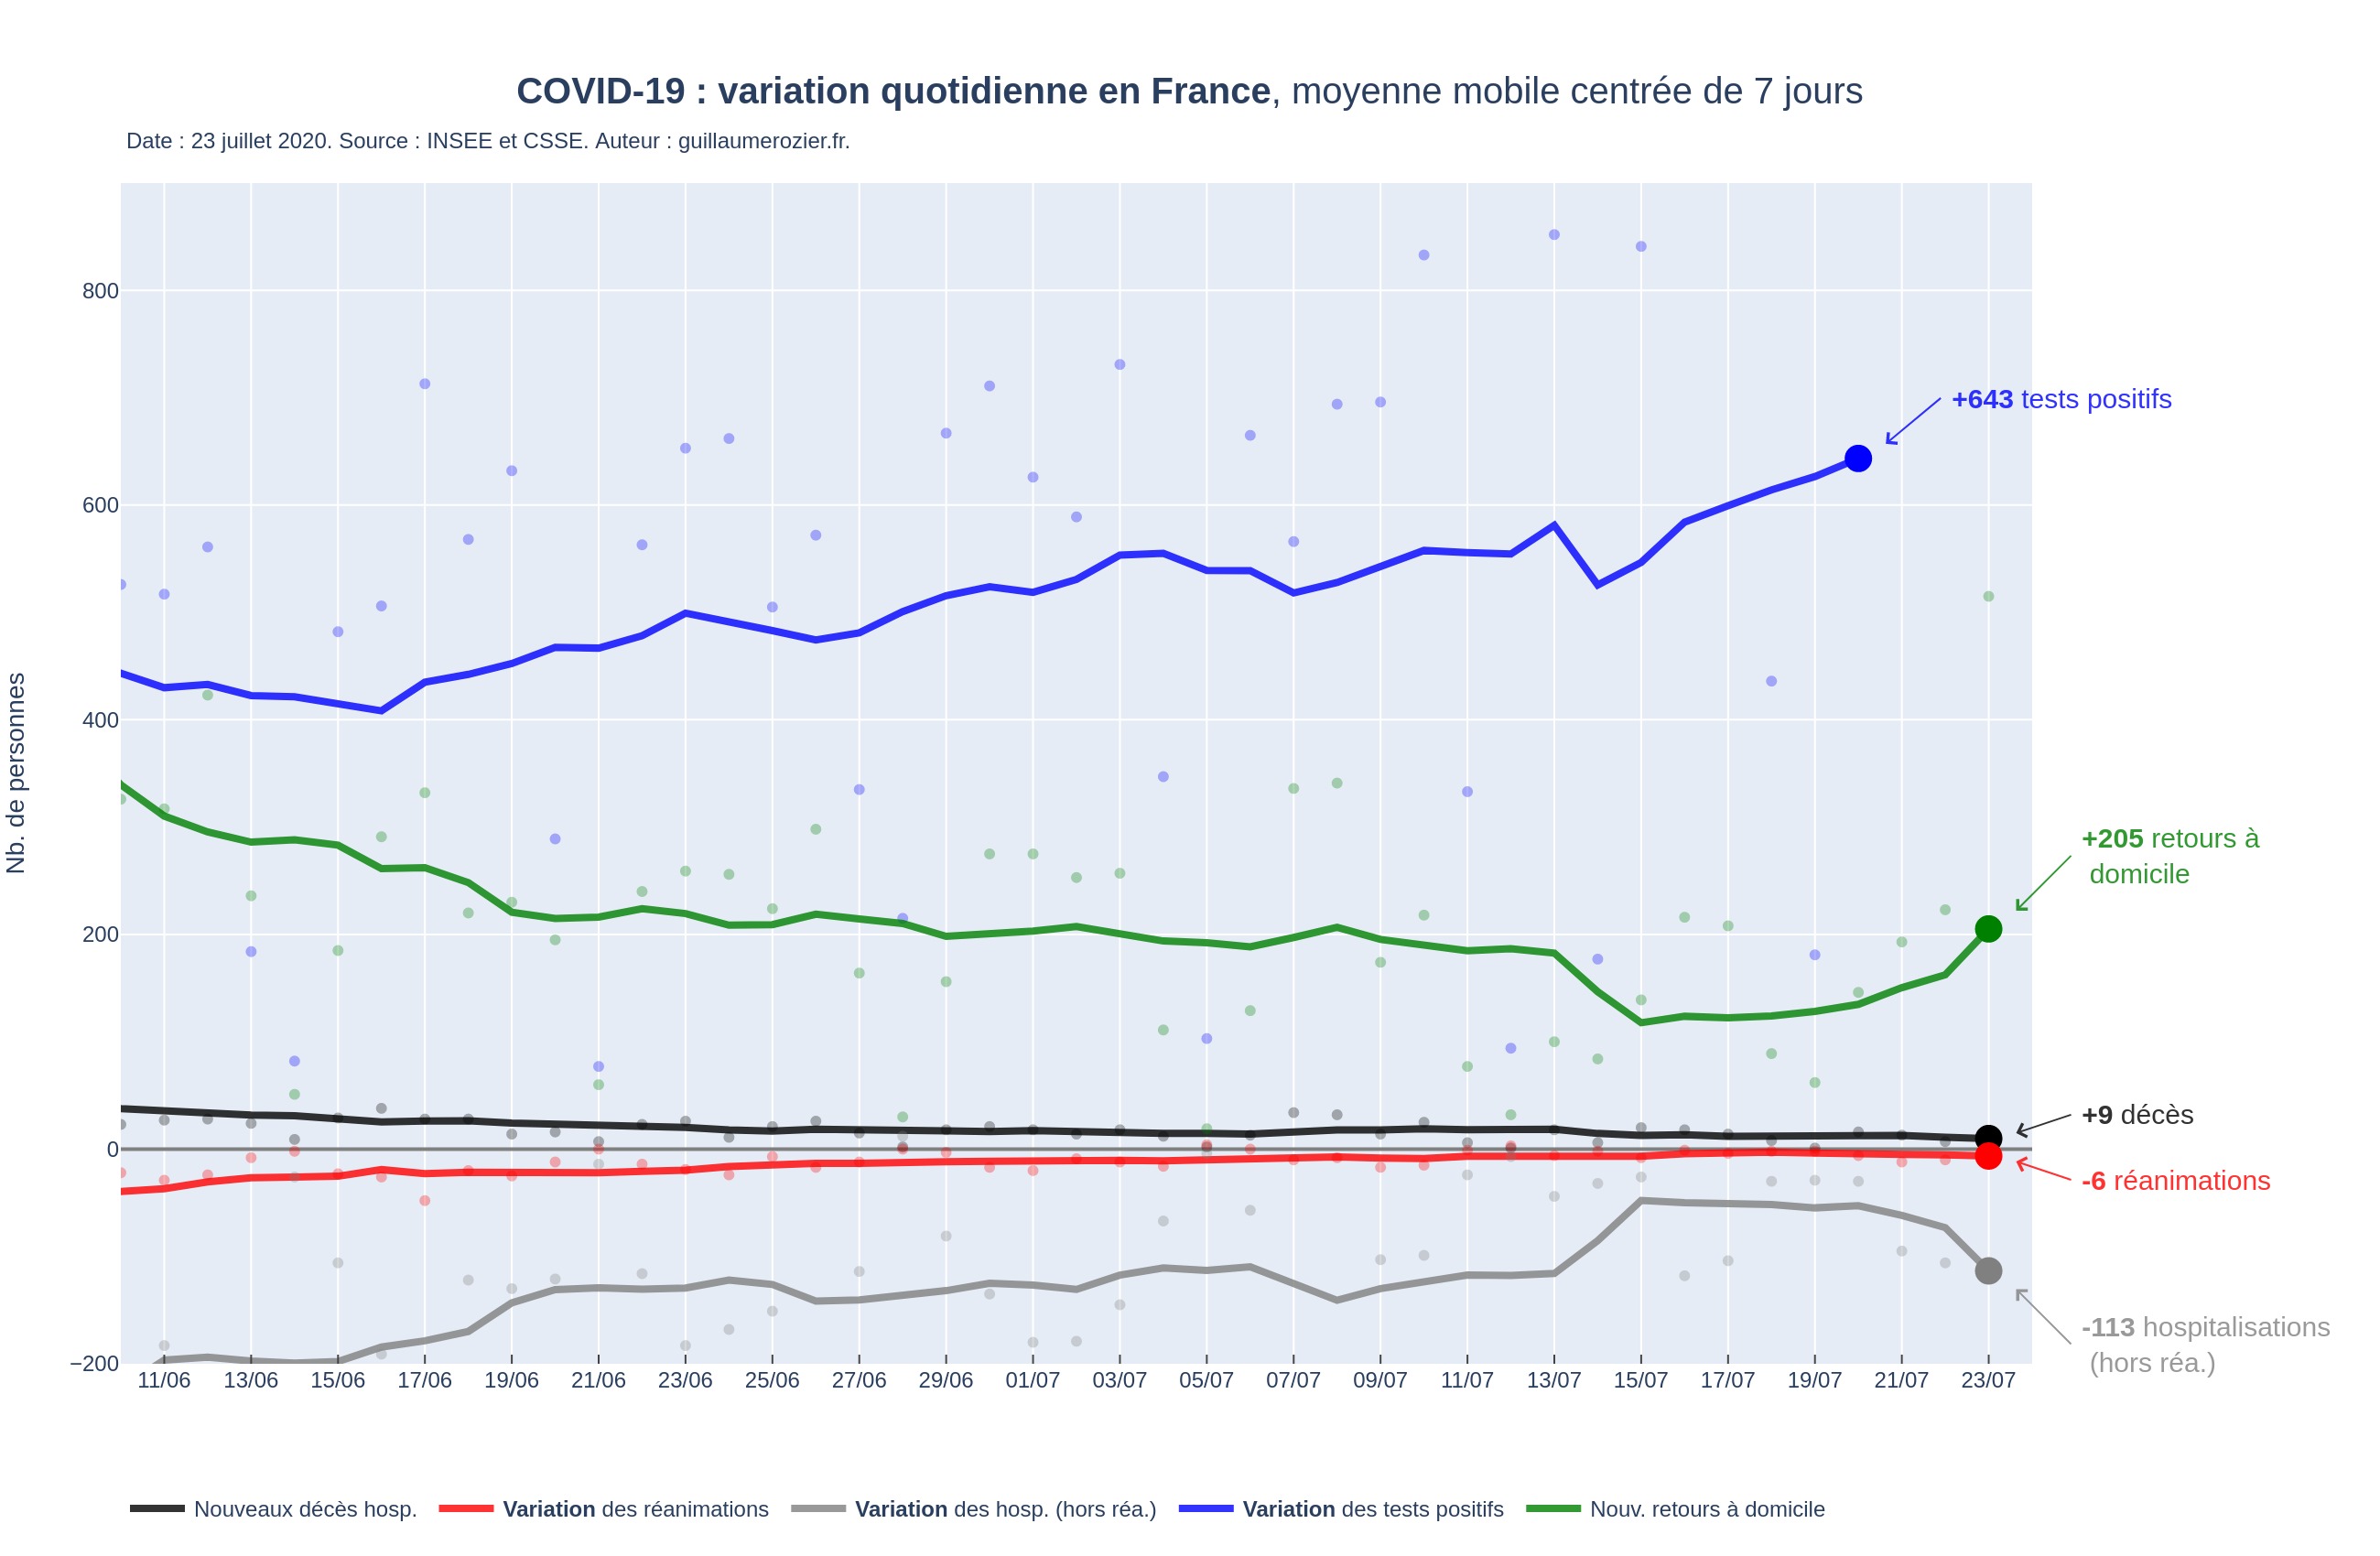 COVID-19 : variation quotidienne en France, moyenne mobile centrée de 7 jours
Date : 23 juillet 2020. Source : INSEE et CSSE. Auteur : guillaumerozier.fr.
Nb. de personnes
800
600
400
200
0
−200
11/06 13/06 15/06 17/06 19/06 21/06 23/06 25/06 27/06 29/06 01/07 03/07 05/07 07/07 09/07 11/07 13/07 15/07 17/07 19/07 21/07 23/07
+643 tests positifs
+205 retours à
domicile
+9 décès
-6 réanimations
-113 hospitalisations
(hors réa.)
Nouveaux décès hosp. Variation des réanimations Variation des hosp. (hors réa.) Variation des tests positifs Nouv. retours à domicile